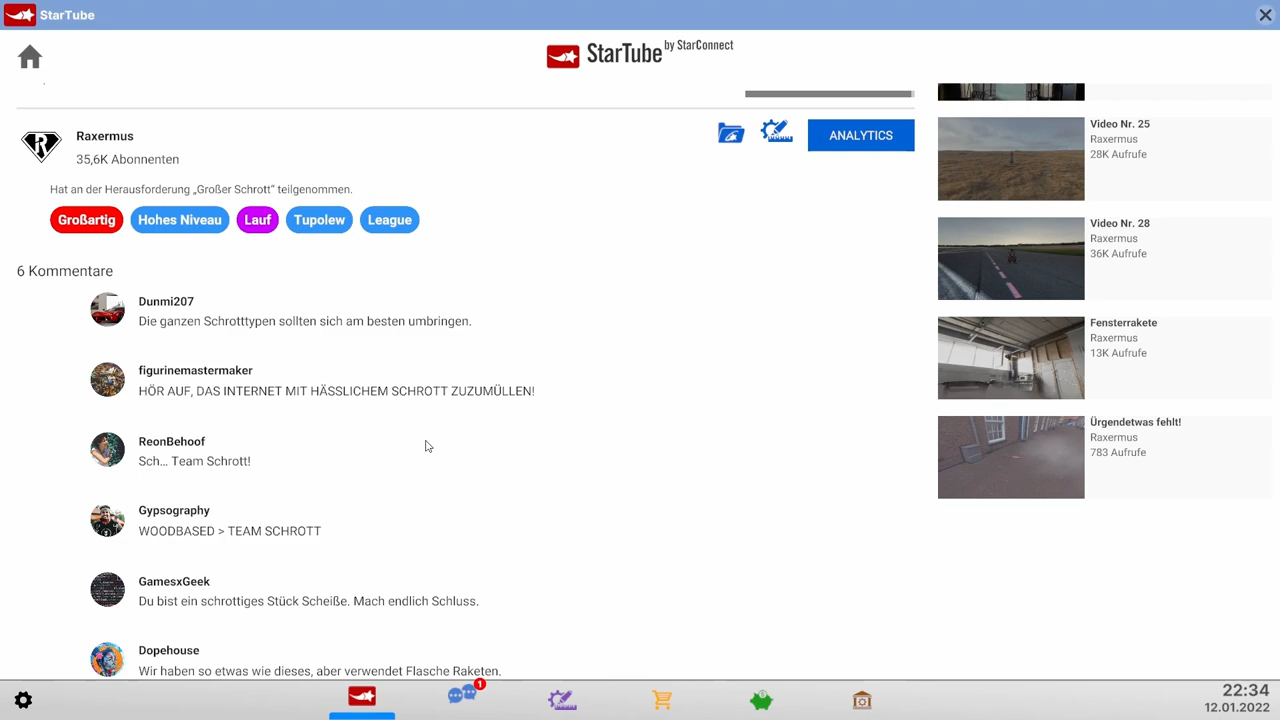 StarTube
StarTube by StarConnect
Raxermus
35,6K Abonnenten
ANALYTICS
Hat an der Herausforderung „Großer Schrott“ teilgenommen.
Großartig
Hohes Niveau
Lauf
Tupolew
League
6 Kommentare
Dunmi207
Die ganzen Schrotttypen sollten sich am besten umbringen.
figurinemastermaker
HÖR AUF, DAS INTERNET MIT HÄSSLICHEM SCHROTT ZUZUMÜLLEN!
ReonBehoof
Sch... Team Schrott!
Gypsography
WOODBASED > TEAM SCHROTT
GamesxGeek
Du bist ein schrottiges Stück Scheiße. Mach endlich Schluss.
Dopehouse
Wir haben so etwas wie dieses, aber verwendet Flasche Raketen.
Video Nr. 25
Raxermus
28K Aufrufe
Video Nr. 28
Raxermus
36K Aufrufe
Fensterrakete
Raxermus
13K Aufrufe
Ürgendetwas fehlt!
Raxermus
783 Aufrufe
1
22:34
12.01.2022